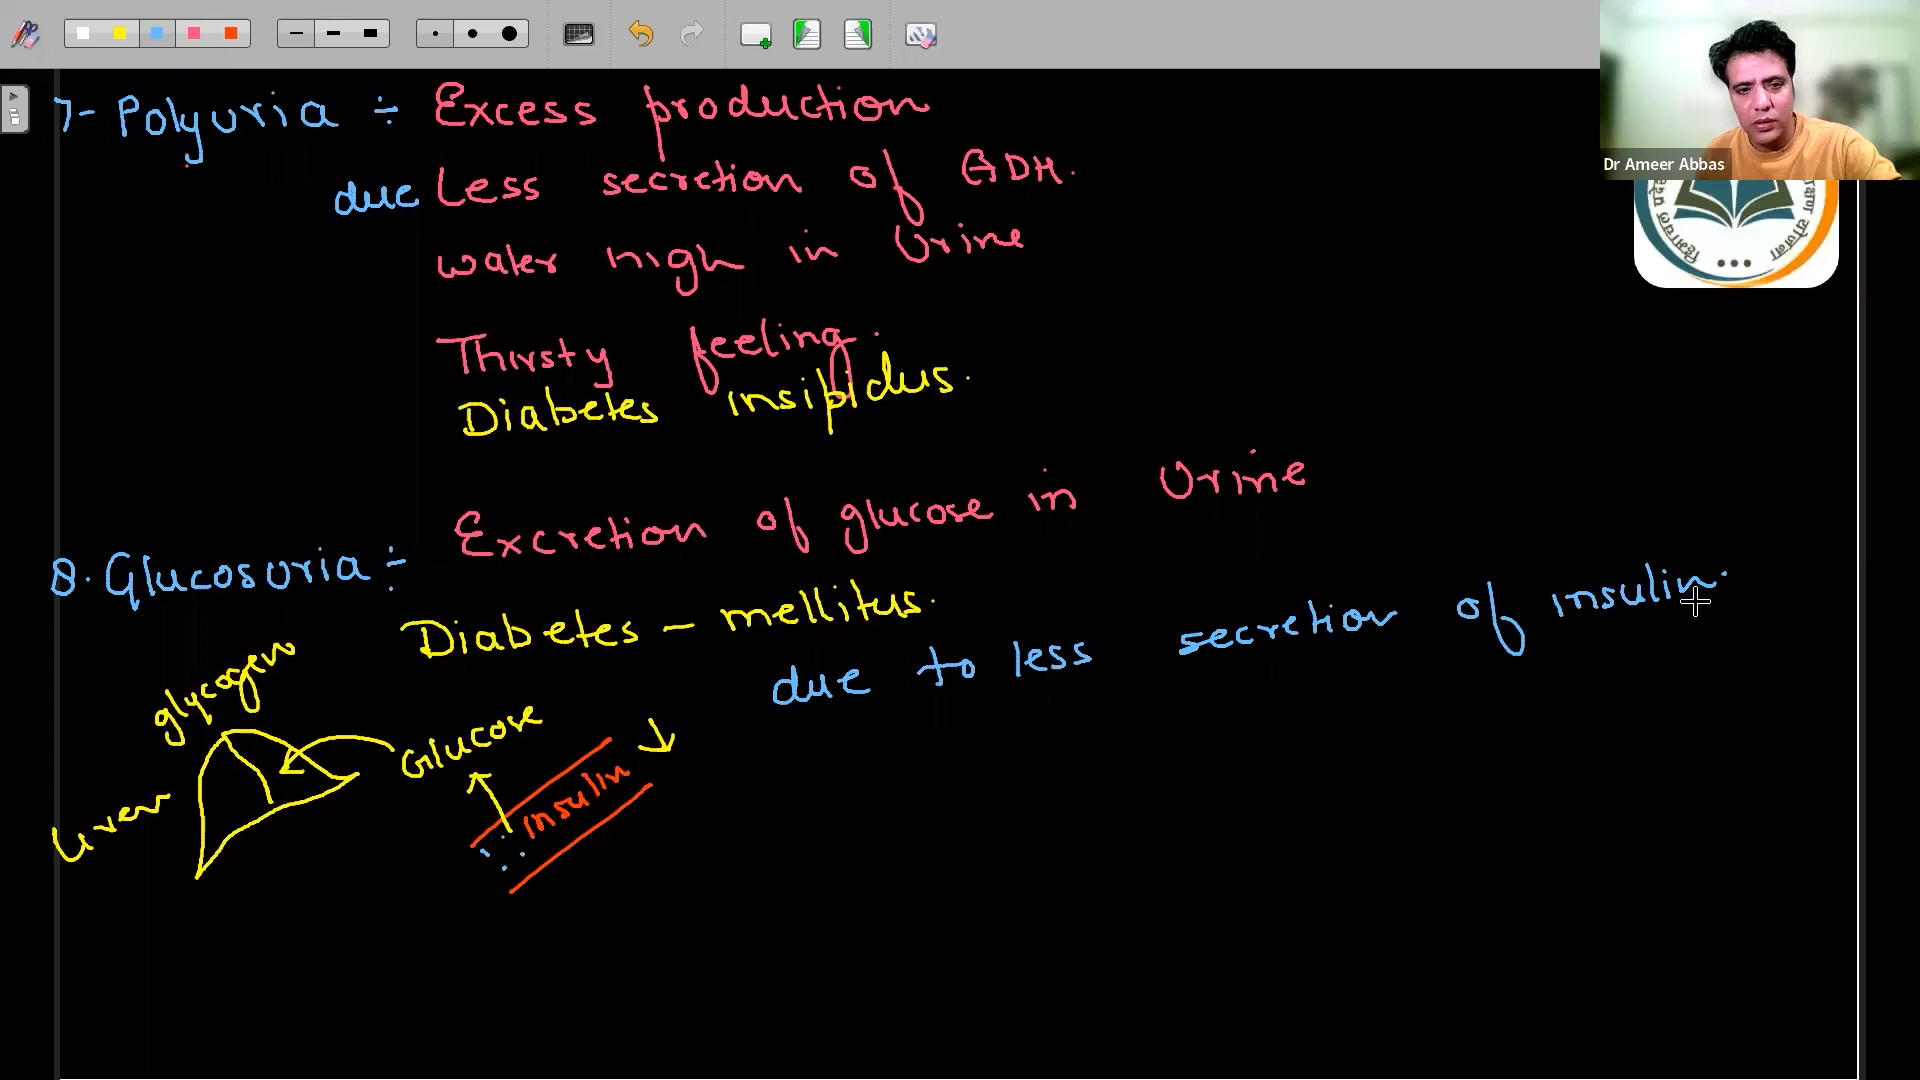 Dr Ameer Abbas
7- Polyuria ÷ Excess production
due Less secretion of ADH.
water high in Urine
Thirsty feeling.
Diabetes insipidus.
Excretion of glucose in Urine
8. Glucosuria ÷
Diabetes - mellitus.
due to less secretion of insulin.
glycogen
Glucose ↓
insulin
Liver